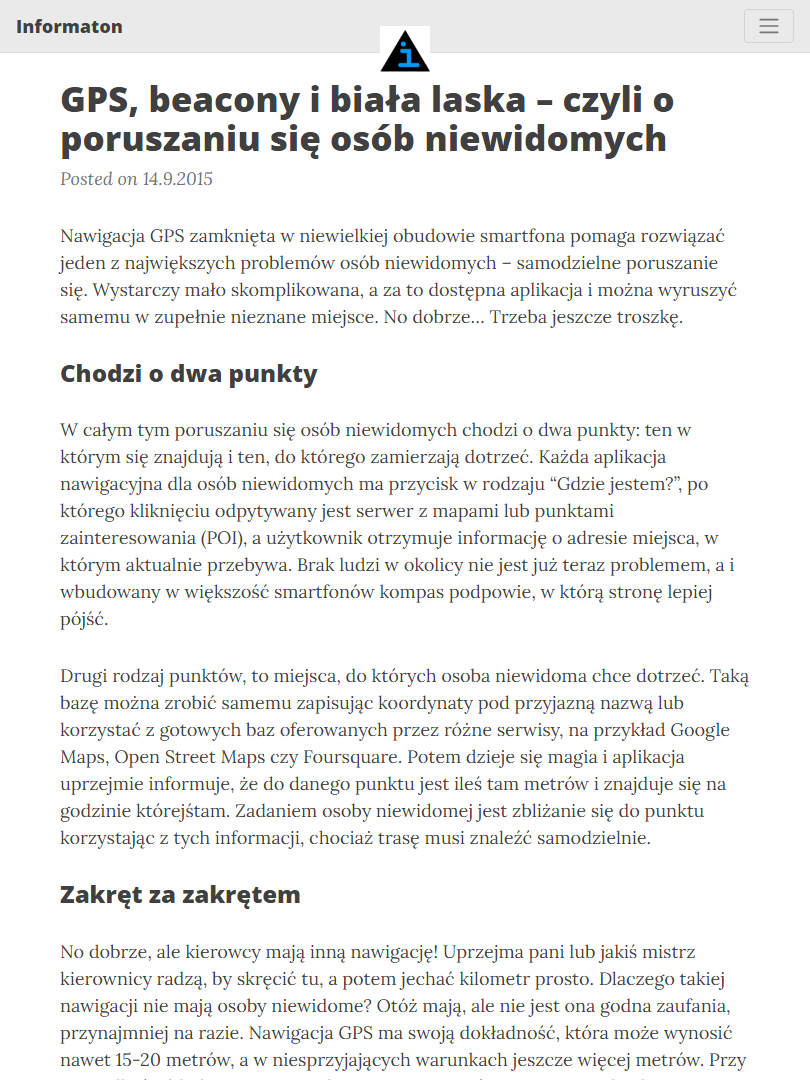 Informaton
i
GPS, beacony i biała laska – czyli o
poruszaniu się osób niewidomych
Posted on 14.9.2015
Nawigacja GPS zamknięta w niewielkiej obudowie smartfona pomaga rozwiązać
jeden z największych problemów osób niewidomych – samodzielne poruszanie
się. Wystarczy mało skomplikowana, a za to dostępna aplikacja i można wyruszyć
samemu w zupełnie nieznane miejsce. No dobrze… Trzeba jeszcze troszkę.
Chodzi o dwa punkty
W całym tym poruszaniu się osób niewidomych chodzi o dwa punkty: ten w
którym się znajdują i ten, do którego zamierzają dotrzeć. Każda aplikacja
nawigacyjna dla osób niewidomych ma przycisk w rodzaju “Gdzie jestem?”, po
którego kliknięciu odpytywany jest serwer z mapami lub punktami
zainteresowania (POI), a użytkownik otrzymuje informację o adresie miejsca, w
którym aktualnie przebywa. Brak ludzi w okolicy nie jest już teraz problemem, a i
wbudowany w większość smartfonów kompas podpowie, w którą stronę lepiej
pójść.
Drugi rodzaj punktów, to miejsca, do których osoba niewidoma chce dotrzeć. Taką
bazę można zrobić samemu zapisując koordynaty pod przyjazną nazwą lub
korzystać z gotowych baz oferowanych przez różne serwisy, na przykład Google
Maps, Open Street Maps czy Foursquare. Potem dzieje się magia i aplikacja
uprzejmie informuje, że do danego punktu jest ileś tam metrów i znajduje się na
godzinie którejśtam. Zadaniem osoby niewidomej jest zbliżanie się do punktu
korzystając z tych informacji, chociaż trasę musi znaleźć samodzielnie.
Zakręt za zakrętem
No dobrze, ale kierowcy mają inną nawigację! Uprzejma pani lub jakiś mistrz
kierownicy radzą, by skręcić tu, a potem jechać kilometr prosto. Dlaczego takiej
nawigacji nie mają osoby niewidome? Otóż mają, ale nie jest ona godna zaufania,
przynajmniej na razie. Nawigacja GPS ma swoją dokładność, która może wynosić
nawet 15-20 metrów, a w niesprzyjających warunkach jeszcze więcej metrów. Przy